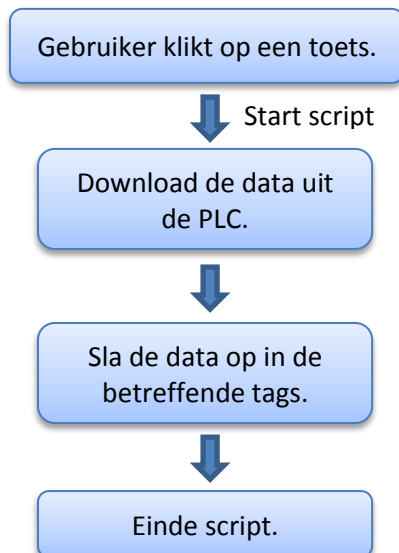 Gebruiker klikt op een toets.
Start script
Download de data uit
de PLC.
Sla de data op in de
betreffende tags.
Einde script.